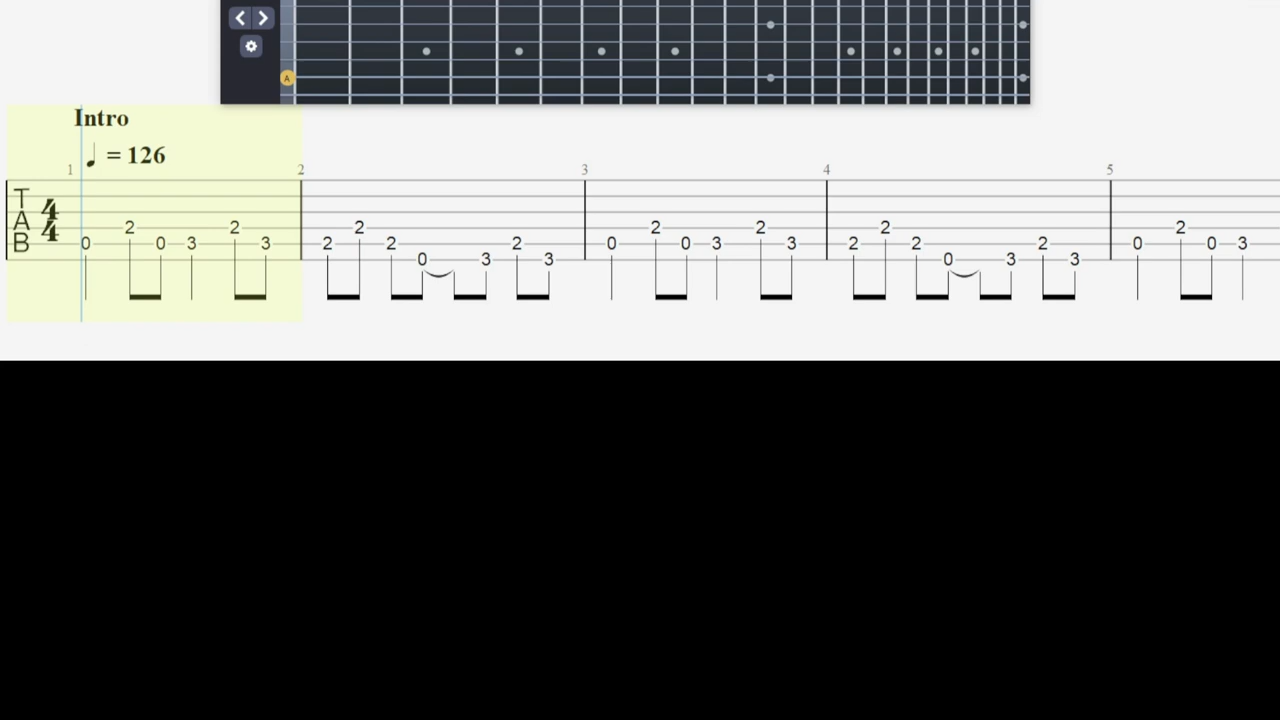 A
Intro
♩ = 126
1 2 3 4 5
T
A
B
4
4
2 2 2 2 2 2 2
0 0 3 3 2 2 2 0 0 3 3 2 2 2 0 0 3
0 3 3 0 3 3